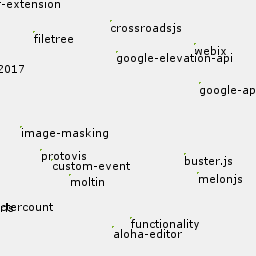 r-extension
crossroadsjs
filetree
webix
google-elevation-api
2017
google-ap
image-masking
protovis
buster.js
custom-event
moltin
melonjs
ctercount
functionality
aloha-editor